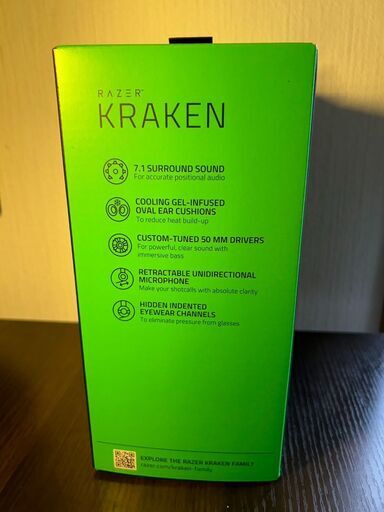 RAZER™
KRAKEN
7.1 SURROUND SOUND
For accurate positional audio
COOLING GEL-INFUSED
OVAL EAR CUSHIONS
To reduce heat build-up
CUSTOM-TUNED 50 MM DRIVERS
For powerful, clear sound with
immersive bass
RETRACTABLE UNIDIRECTIONAL
MICROPHONE
Make your shotcalls with absolute clarity
HIDDEN INDENTED
EYEWEAR CHANNELS
To eliminate pressure from glasses
EXPLORE THE RAZER KRAKEN FAMILY
razer.com/kraken-family